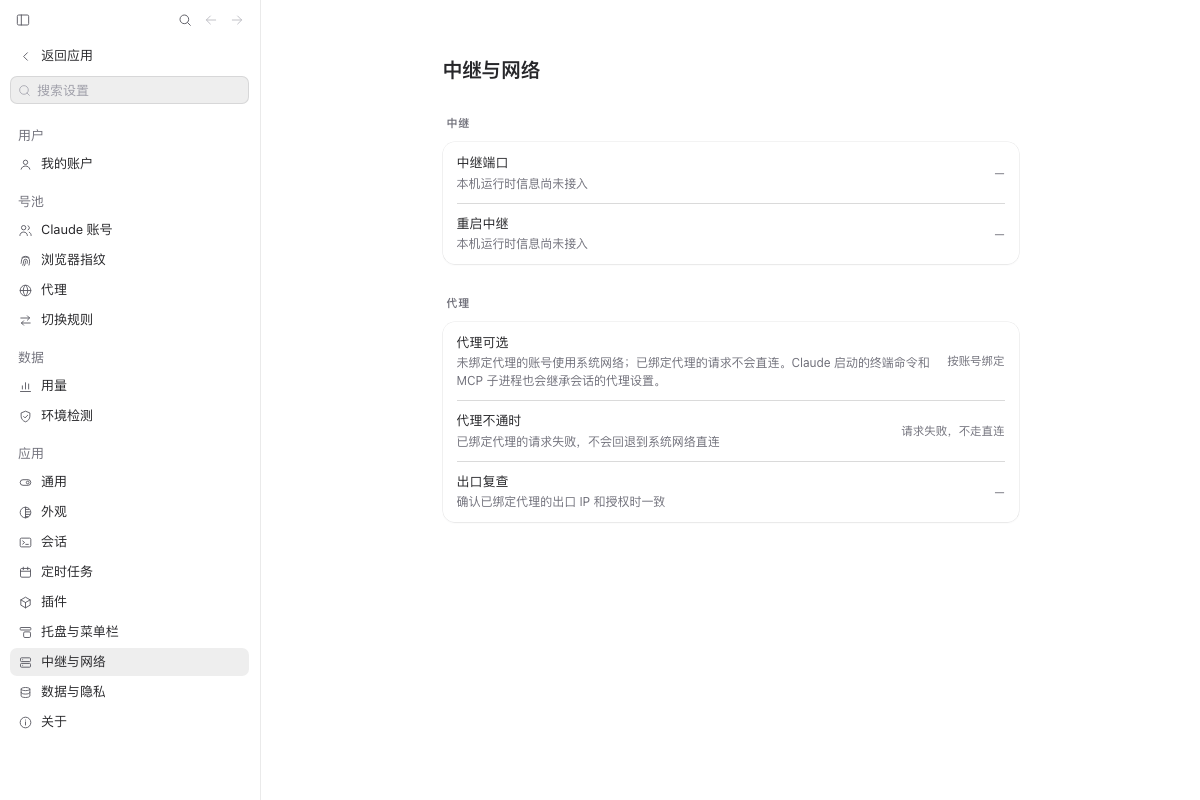 返回应用
搜索设置
用户
我的账户
号池
Claude 账号
浏览器指纹
代理
切换规则
数据
用量
环境检测
应用
通用
外观
会话
定时任务
插件
托盘与菜单栏
中继与网络
数据与隐私
关于
中继与网络
中继
中继端口
本机运行时信息尚未接入
—
重启中继
本机运行时信息尚未接入
—
代理
代理可选
未绑定代理的账号使用系统网络；已绑定代理的请求不会直连。Claude 启动的终端命令和
MCP 子进程也会继承会话的代理设置。
按账号绑定
代理不通时
已绑定代理的请求失败，不会回退到系统网络直连
请求失败，不走直连
出口复查
确认已绑定代理的出口 IP 和授权时一致
—